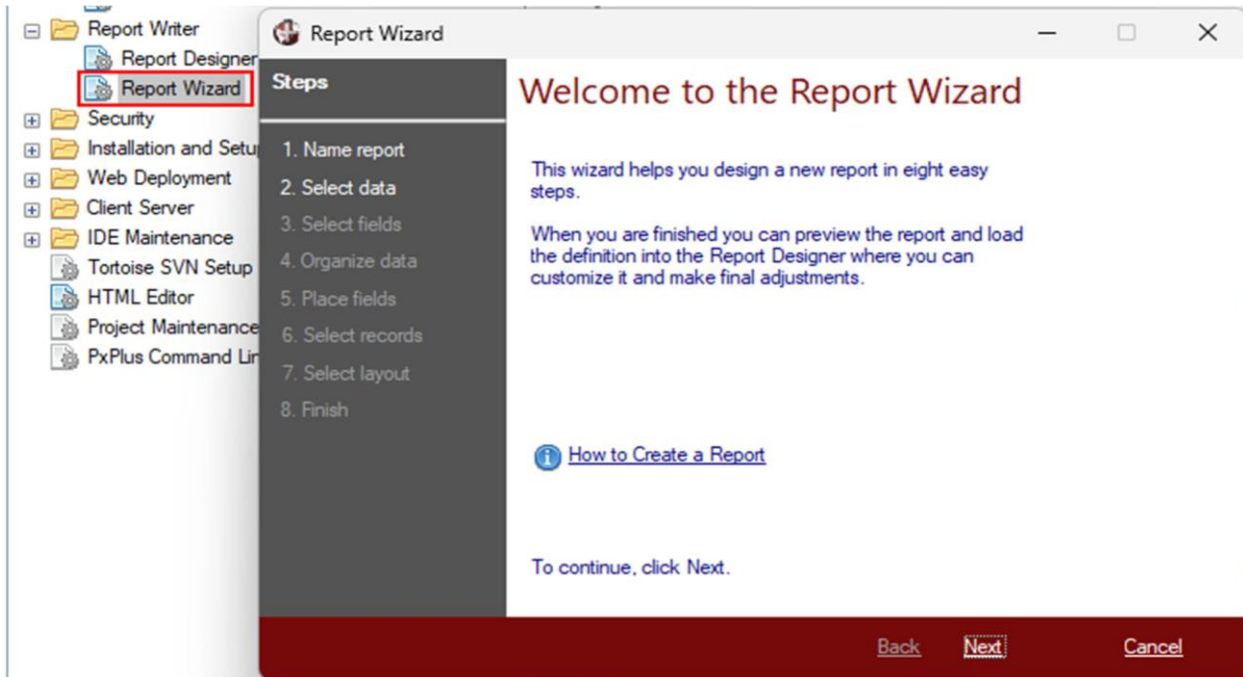 Report Writer
Report Designer
Report Wizard
Security
Installation and Setu
Web Deployment
Client Server
IDE Maintenance
Tortoise SVN Setup
HTML Editor
Project Maintenance
PxPlus Command Lin
Report Wizard
Steps
1. Name report
2. Select data
3. Select fields
4. Organize data
5. Place fields
6. Select records
7. Select layout
8. Finish
Welcome to the Report Wizard
This wizard helps you design a new report in eight easy
steps.
When you are finished you can preview the report and load
the definition into the Report Designer where you can
customize it and make final adjustments.
How to Create a Report
To continue, click Next.
Back Next Cancel